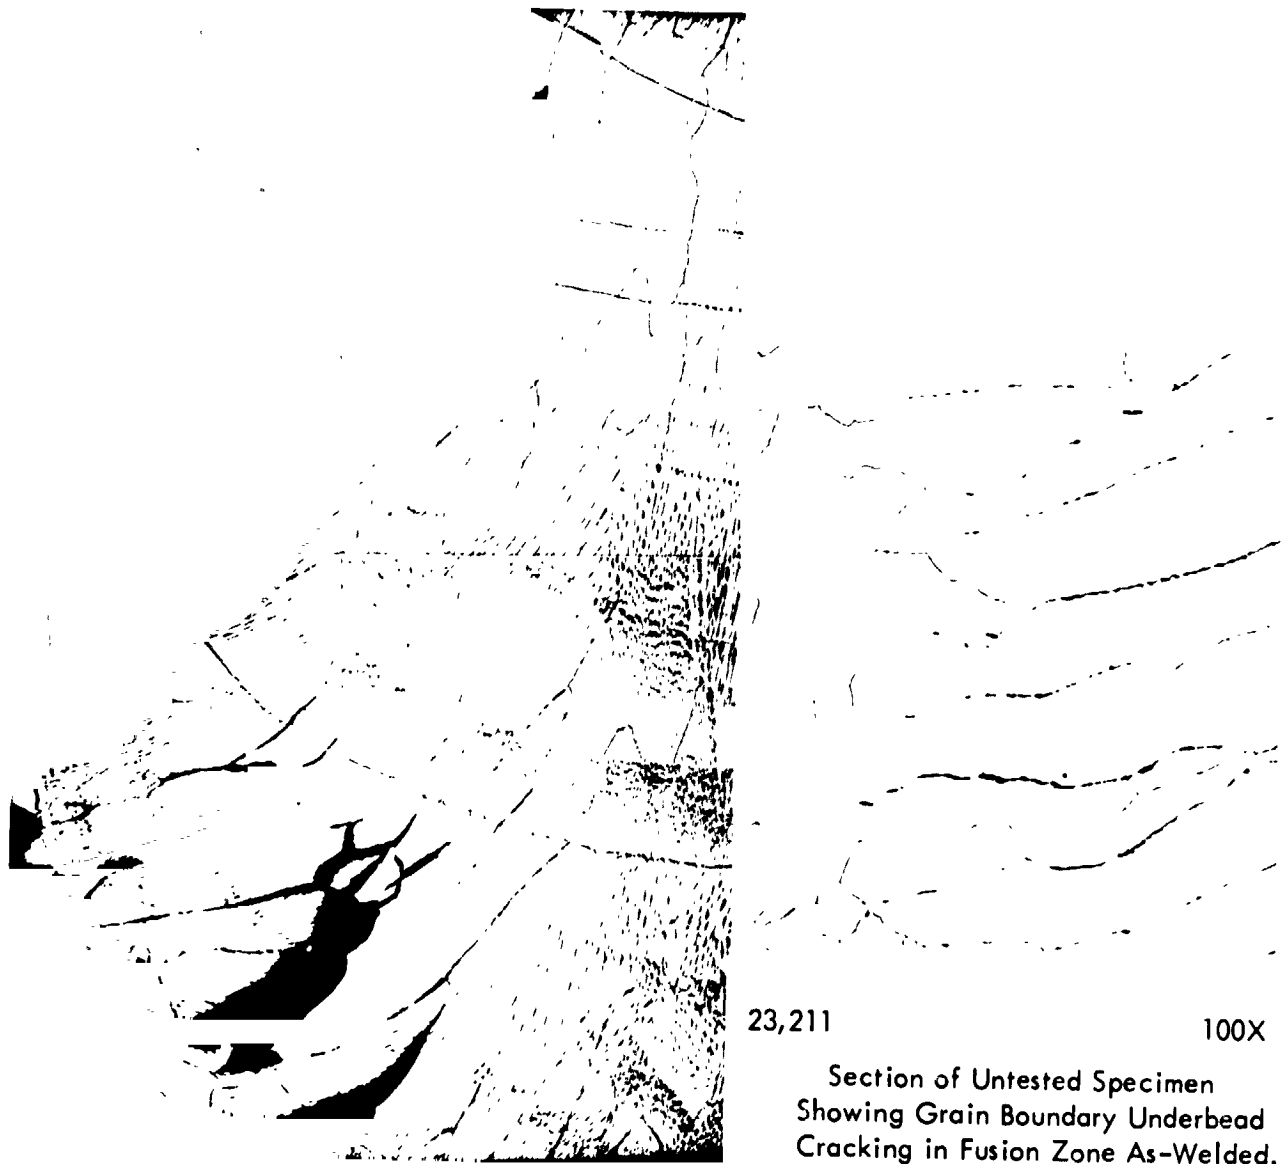 23,211 100X
Section of Untested Specimen
Showing Grain Boundary Underbead
Cracking in Fusion Zone As-Welded.